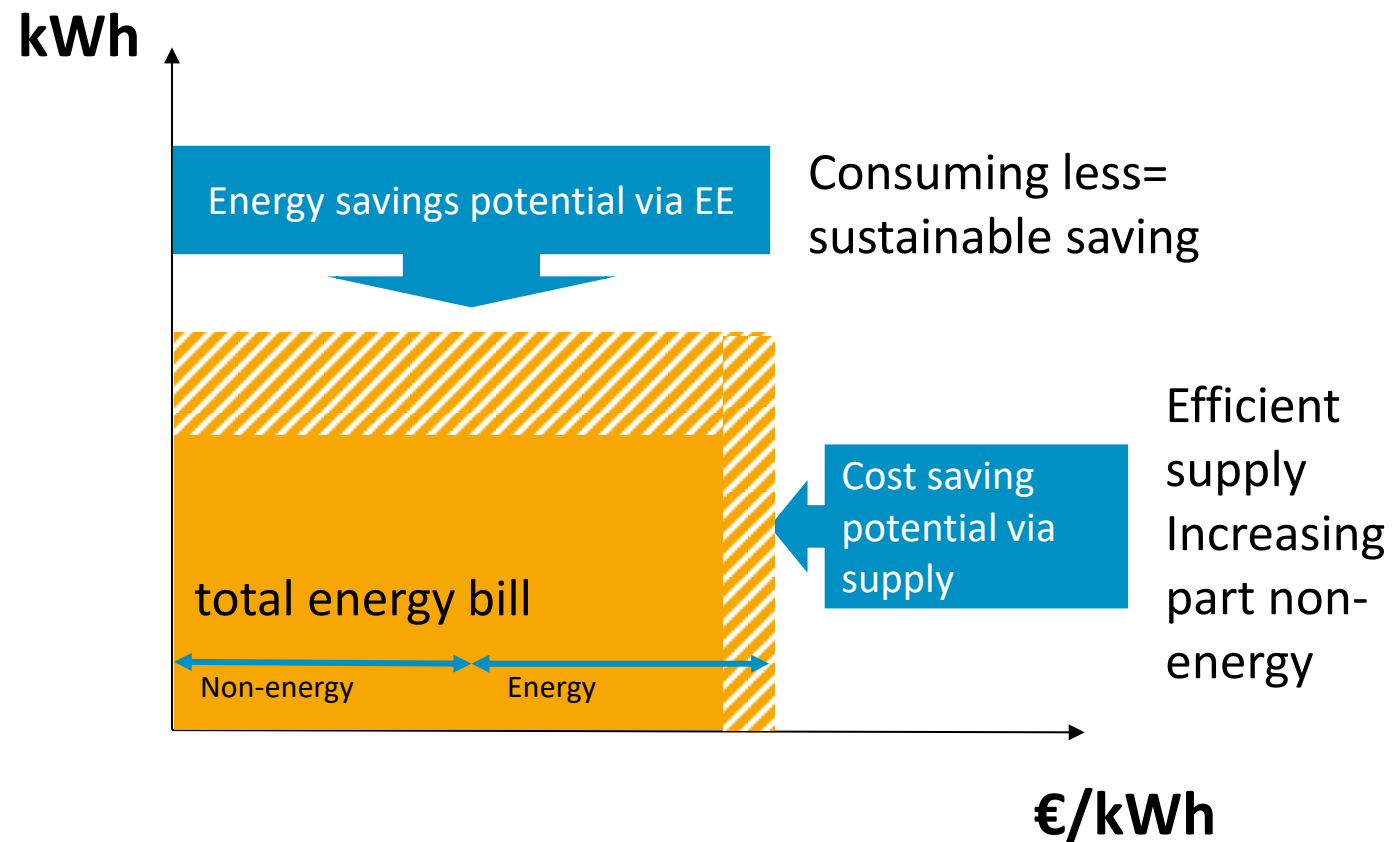 kWh
Energy savings potential via EE
Consuming less=
sustainable saving
Cost saving
potential via
supply
Efficient
supply
Increasing
part non-
energy
total energy bill
Non-energy
Energy
€/kWh